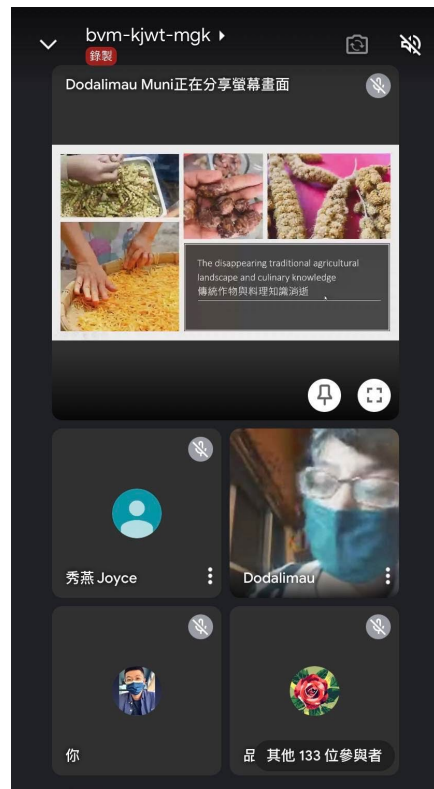 bvm-kjwt-mgk
錄製
Dodalimau Muni正在分享螢幕畫面
The disappearing traditional agricultural
landscape and culinary knowledge
傳統作物與料理知識消逝
秀燕 Joyce
Dodalimau
你
品
其他 133 位參與者